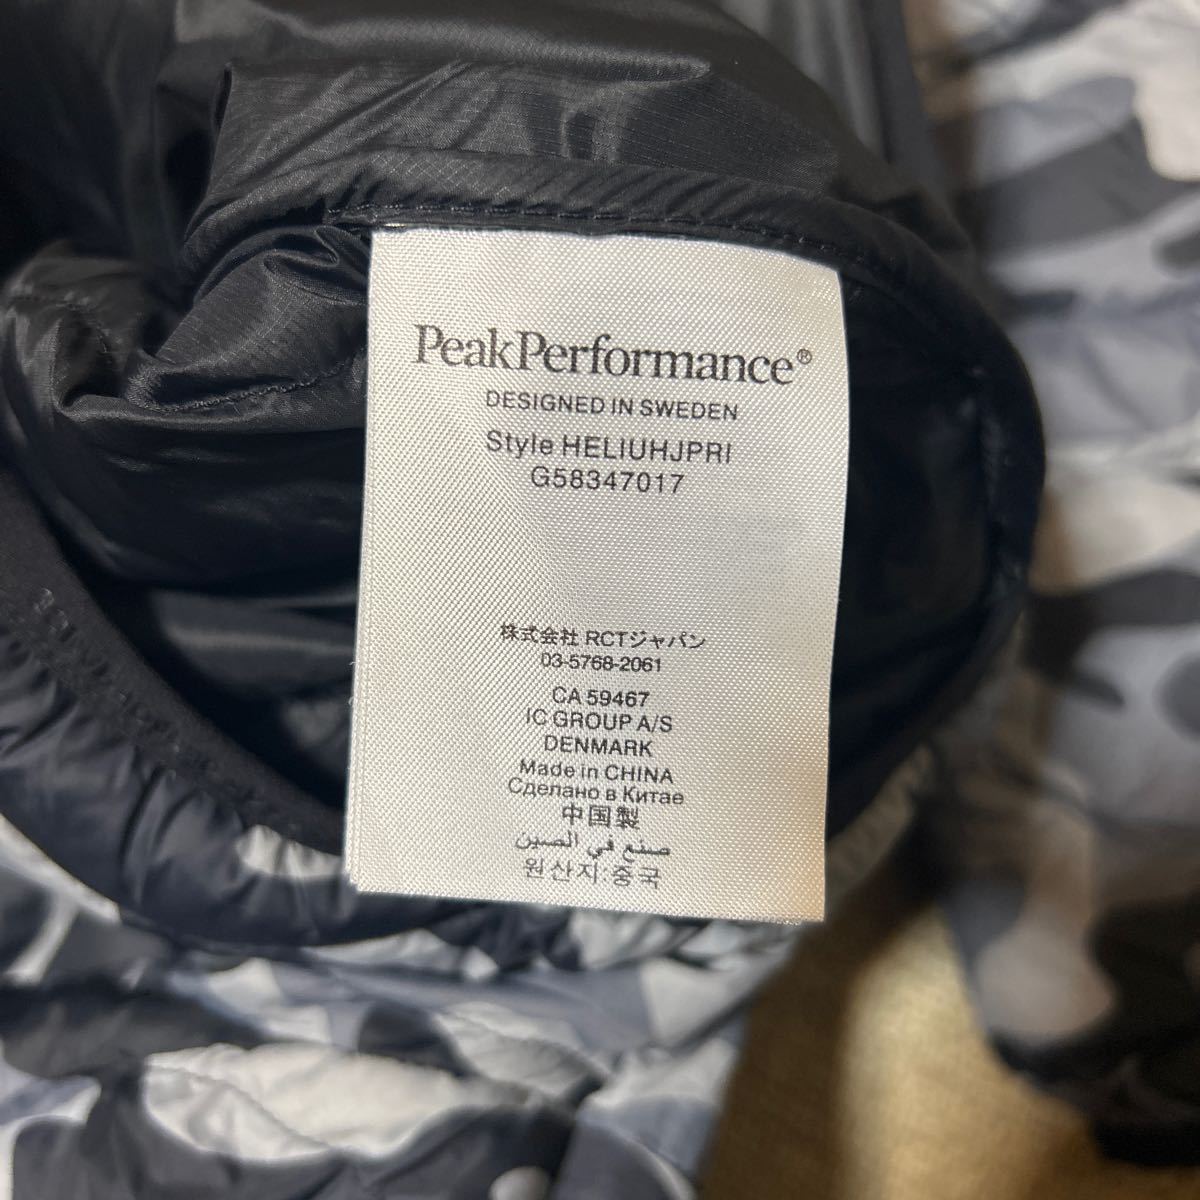 PeakPerformance®
DESIGNED IN SWEDEN
Style HELIUHJPRI
G58347017
株式会社 RCTジャパン
03-5768-2061
CA 59467
IC GROUP A/S
DENMARK
Made in CHINA
Сделано в Китае
中国製
صنع في الصين
원산지:중국